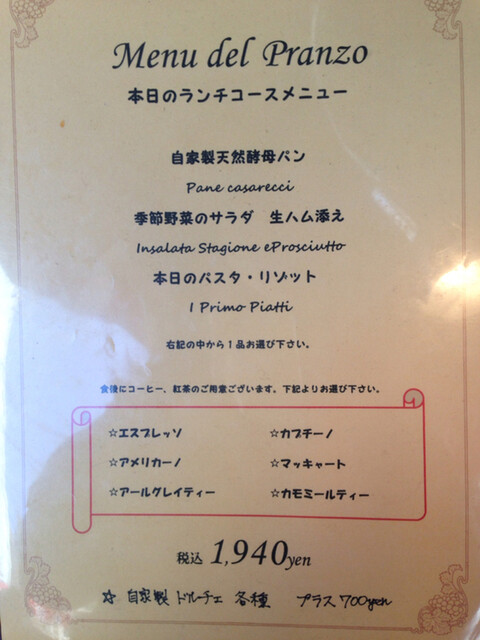 Menu del Pranzo
本日のランチコースメニュー
自家製天然酵母パン
Pane casarecci
季節野菜のサラダ 生ハム添え
Insalata Stagione eProsciutto
本日のパスタ・リゾット
I Primo Piatti
右記の中から１品お選び下さい。
食後にコーヒー、紅茶のご用意ございます。下記よりお選び下さい。
☆エスプレッソ ☆カプチーノ
☆アメリカーノ ☆マッキャート
☆アールグレイティー ☆カモミールティー
税込 1,940yen
☆ 自家製 ドルーチェ 各種 プラス700yen